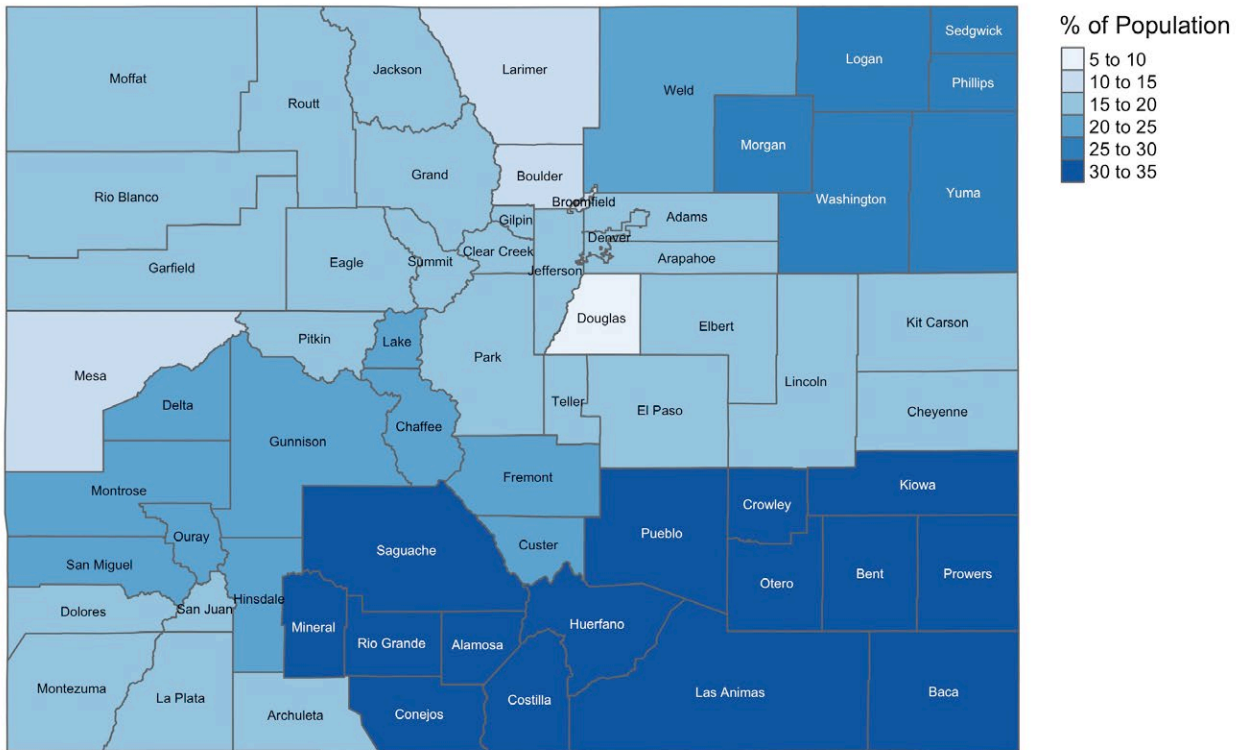 % of Population
5 to 10
10 to 15
15 to 20
20 to 25
25 to 30
30 to 35
Sedgwick
Logan
Jackson
Larimer
Moffat
Phillips
Weld
Routt
Morgan
Grand
Boulder
Rio Blanco
Washington
Yuma
Broomfield
Gilpin
Adams
Denver
Clear Creek
Arapahoe
Eagle
Summit
Garfield
Jefferson
Douglas
Kit Carson
Elbert
Pitkin
Lake
Park
Mesa
Lincoln
Teller
Delta
El Paso
Cheyenne
Chaffee
Gunnison
Fremont
Kiowa
Montrose
Crowley
Pueblo
Ouray
Custer
Saguache
San Miguel
Bent
Prowers
Otero
Hinsdale
San Juan
Dolores
Mineral
Huerfano
Rio Grande
Alamosa
Montezuma
La Plata
Las Animas
Baca
Costilla
Archuleta
Conejos